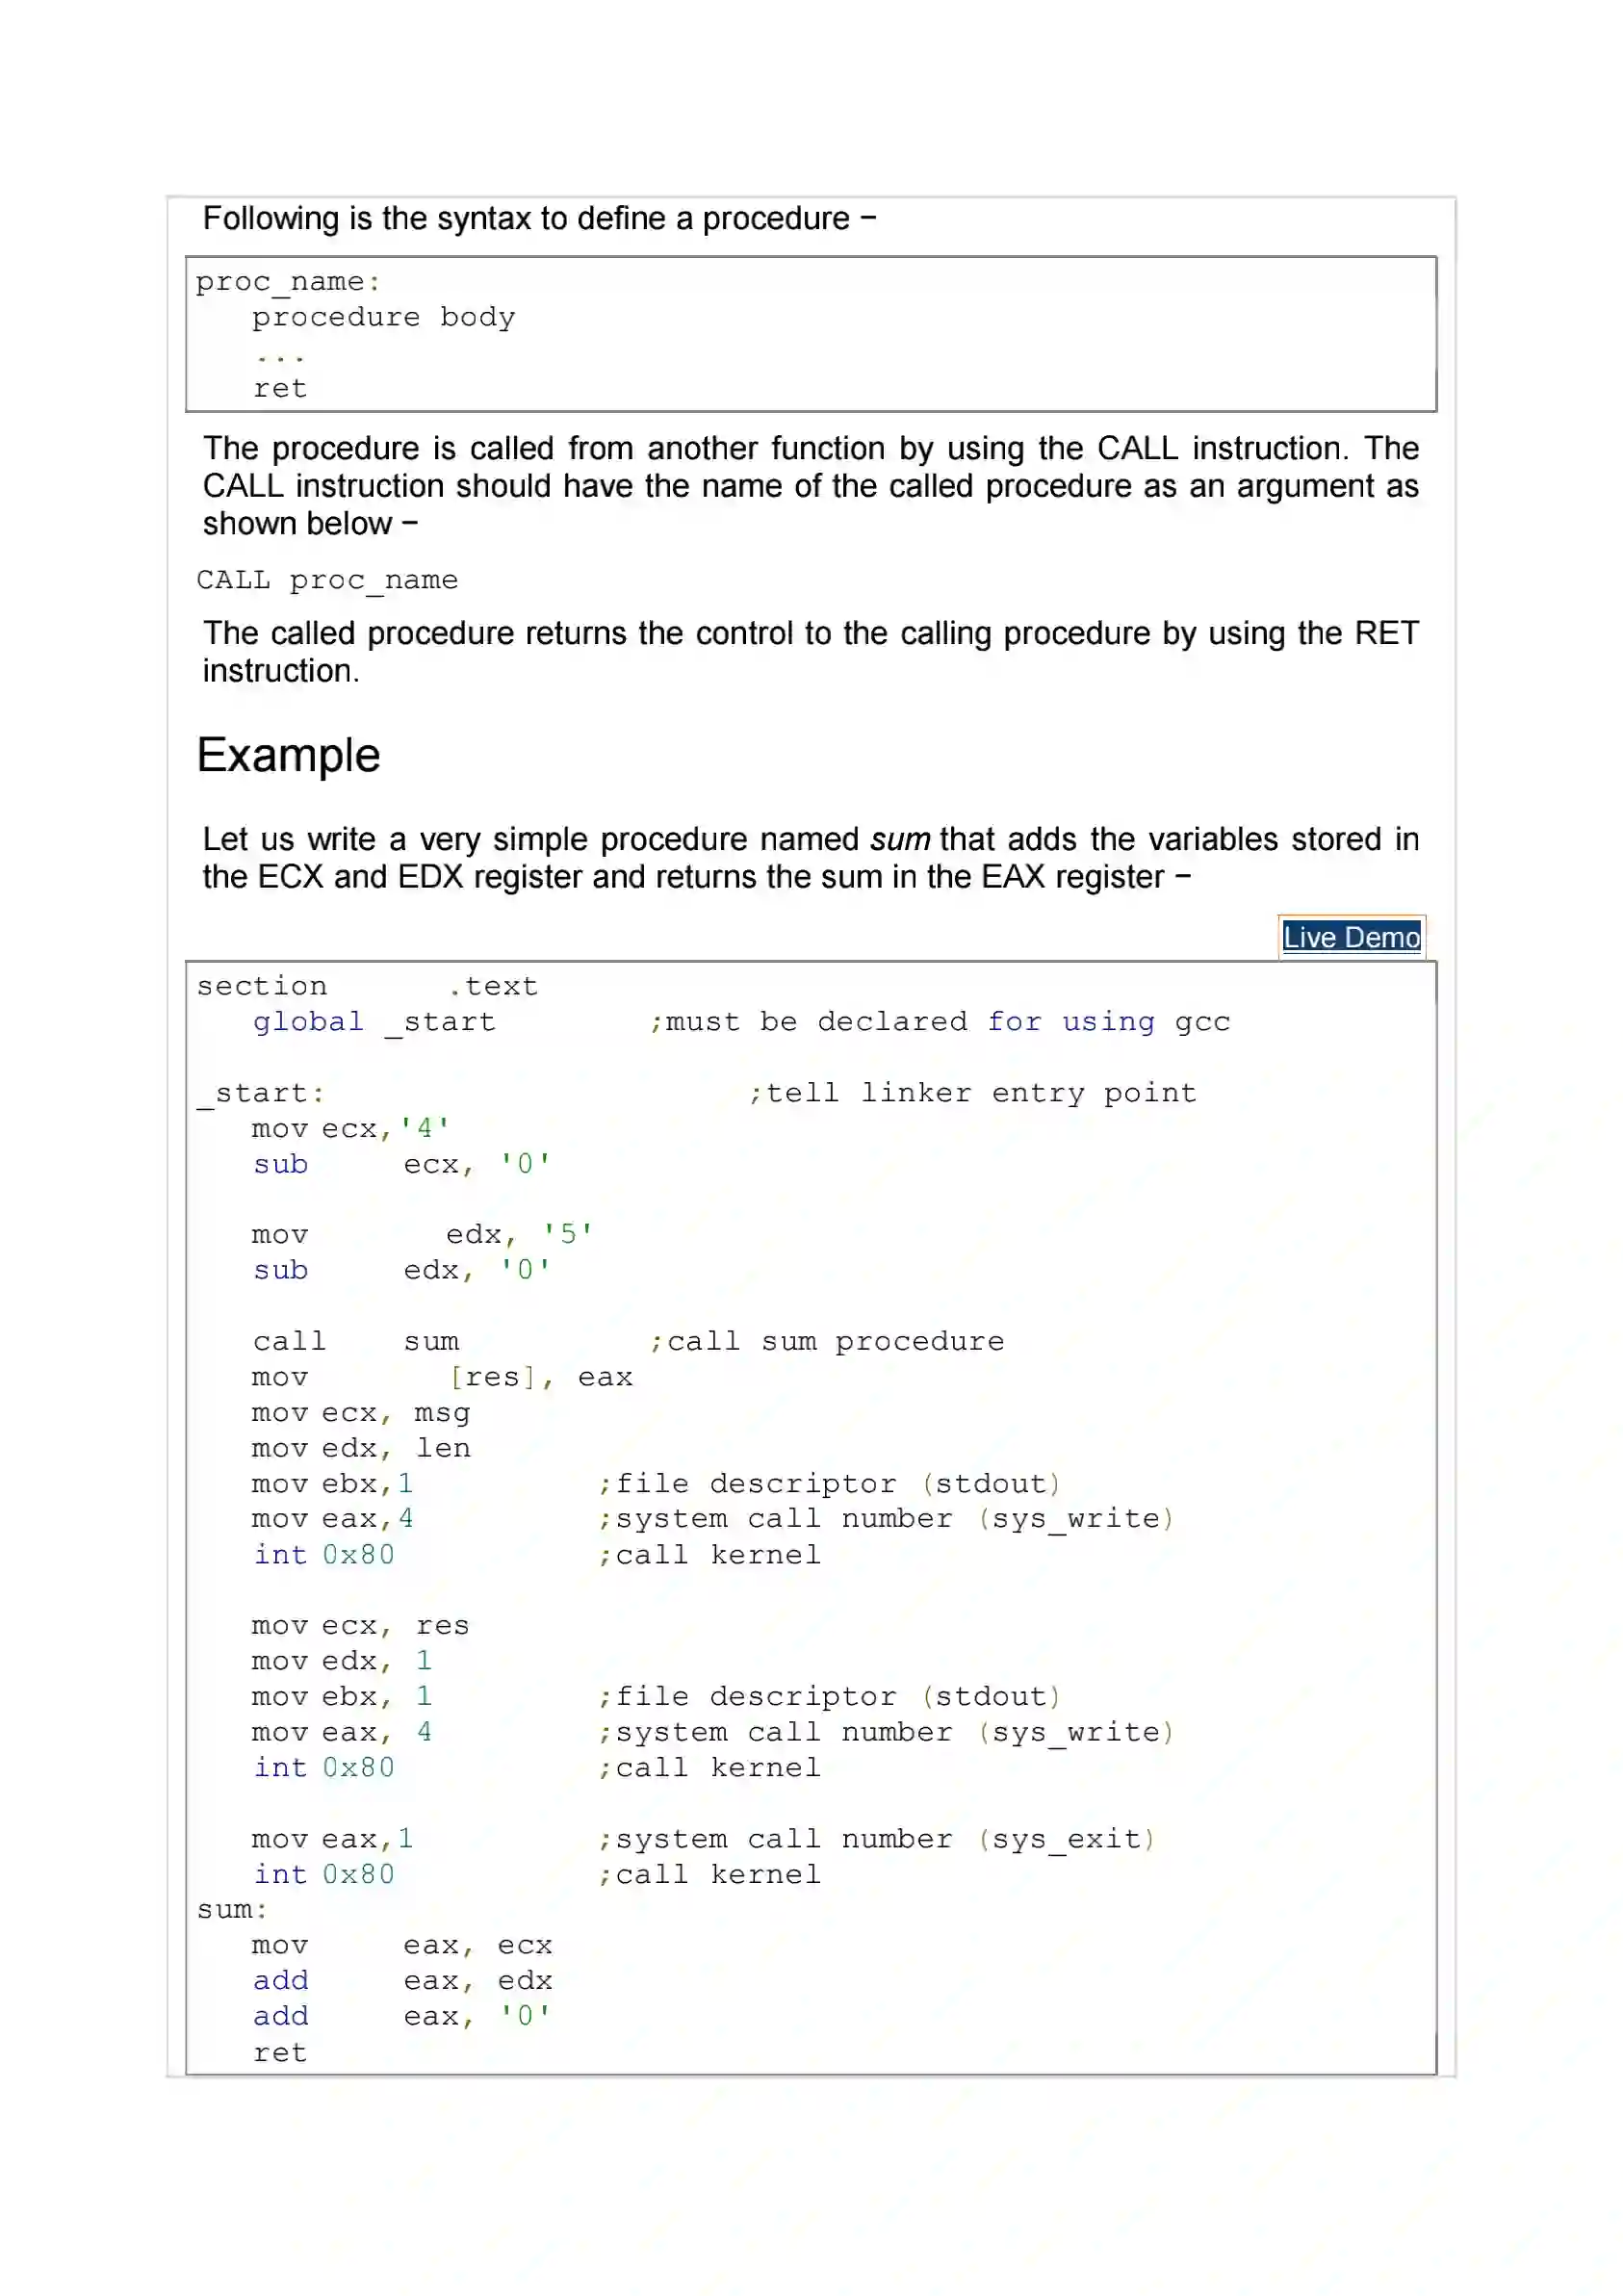 Following is the syntax to define a procedure −
proc_name:
   procedure body
   ...
   ret
The procedure is called from another function by using the CALL instruction. The
CALL instruction should have the name of the called procedure as an argument as
shown below −
CALL proc_name
The called procedure returns the control to the calling procedure by using the RET
instruction.
Example
Let us write a very simple procedure named sum that adds the variables stored in
the ECX and EDX register and returns the sum in the EAX register −
Live Demo
section .text
   global _start ;must be declared for using gcc
_start: ;tell linker entry point
   mov ecx,'4'
   sub ecx, '0'
   mov edx, '5'
   sub edx, '0'
   call sum ;call sum procedure
   mov [res], eax
   mov ecx, msg
   mov edx, len
   mov ebx,1 ;file descriptor (stdout)
   mov eax,4 ;system call number (sys_write)
   int 0x80 ;call kernel
   mov ecx, res
   mov edx, 1
   mov ebx, 1 ;file descriptor (stdout)
   mov eax, 4 ;system call number (sys_write)
   int 0x80 ;call kernel
   mov eax,1 ;system call number (sys_exit)
   int 0x80 ;call kernel
sum:
   mov eax, ecx
   add eax, edx
   add eax, '0'
   ret